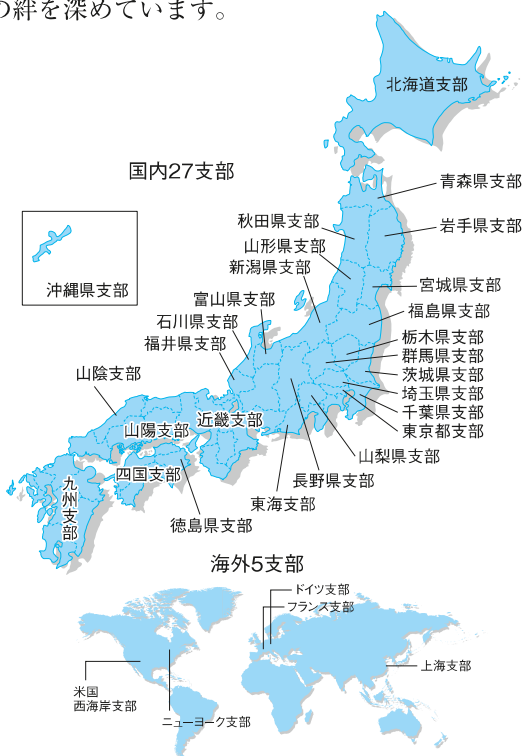 の絆を深めています。
北海道支部
国内27支部
青森県支部
秋田県支部
岩手県支部
山形県支部
新潟県支部
宮城県支部
沖縄県支部
富山県支部
福島県支部
石川県支部
栃木県支部
福井県支部
群馬県支部
茨城県支部
山陰支部
埼玉県支部
千葉県支部
近畿支部
山陽支部
東京都支部
山梨県支部
四国支部
長野県支部
九州支部
東海支部
徳島県支部
海外5支部
ドイツ支部
フランス支部
上海支部
米国
西海岸支部
ニューヨーク支部